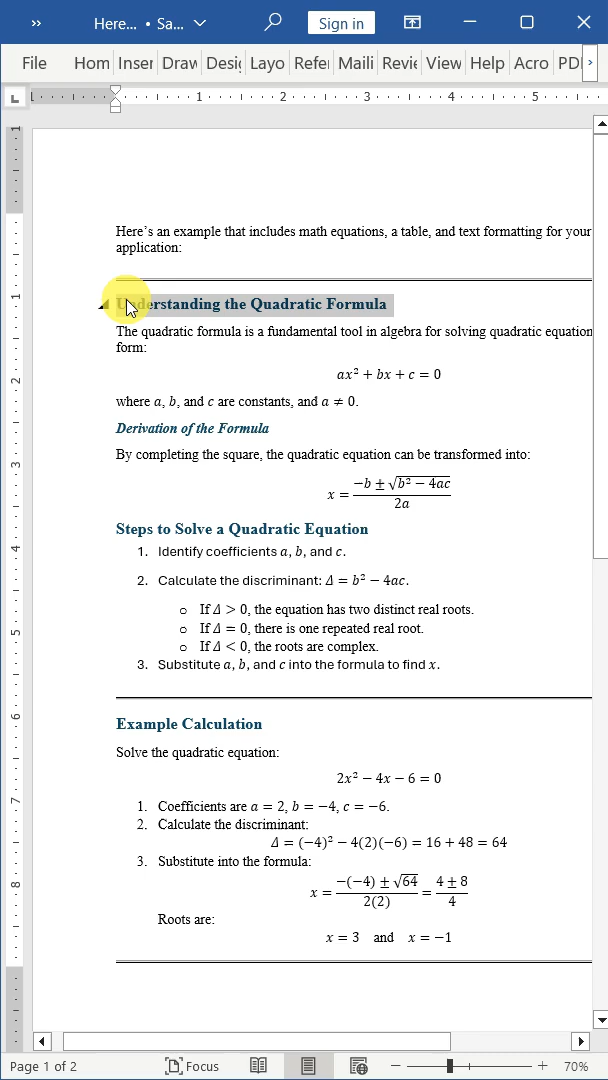 Here... • Sa...
Sign in
File Hom Inser Draw Desig Layo Refe Maili Revie View Help Acro PD
1 1 2 3 4 5
Here's an example that includes math equations, a table, and text formatting for your
application:
Understanding the Quadratic Formula
The quadratic formula is a fundamental tool in algebra for solving quadratic equation
form:
ax² + bx + c = 0
where a, b, and c are constants, and a ≠ 0.
Derivation of the Formula
By completing the square, the quadratic equation can be transformed into:
x = (−b ± √(b² − 4ac)) / 2a
Steps to Solve a Quadratic Equation
1. Identify coefficients a, b, and c.
2. Calculate the discriminant: Δ = b² − 4ac.
o If Δ > 0, the equation has two distinct real roots.
o If Δ = 0, there is one repeated real root.
o If Δ < 0, the roots are complex.
3. Substitute a, b, and c into the formula to find x.
Example Calculation
Solve the quadratic equation:
2x² − 4x − 6 = 0
1. Coefficients are a = 2, b = −4, c = −6.
2. Calculate the discriminant:
Δ = (−4)² − 4(2)(−6) = 16 + 48 = 64
3. Substitute into the formula:
x = (−(−4) ± √64) / 2(2) = (4 ± 8) / 4
Roots are:
x = 3 and x = −1
Page 1 of 2
Focus
70%